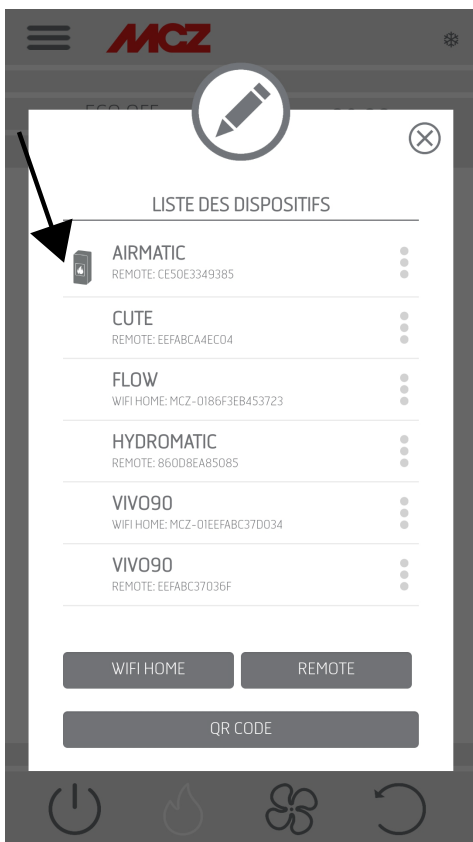 MCZ
LISTE DES DISPOSITIFS
AIRMATIC
REMOTE: CE50E3349385
CUTE
REMOTE: EEFABCA4EC04
FLOW
WIFI HOME: MCZ-0186F3EB453723
HYDROMATIC
REMOTE: 860D8EA85085
VIVO90
WIFI HOME: MCZ-01EEFABC37D034
VIVO90
REMOTE: EEFABC37036F
WIFI HOME
REMOTE
QR CODE